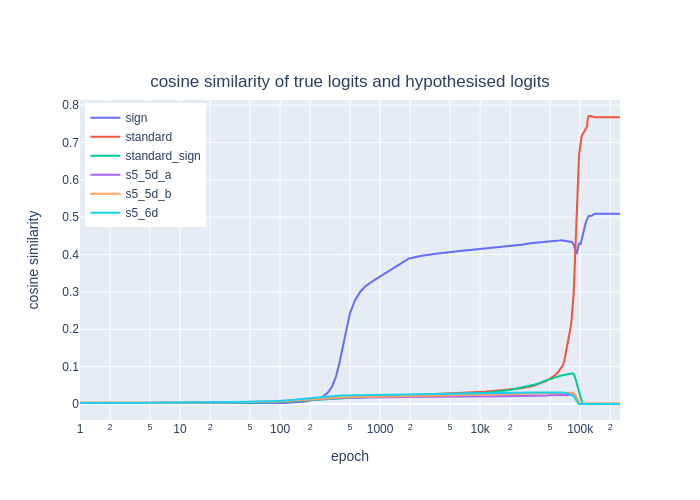 cosine similarity of true logits and hypothesised logits
0.8
0.7
0.6
0.5
0.4
0.3
0.2
0.1
0
cosine similarity
sign
standard
standard_sign
s5_5d_a
s5_5d_b
s5_6d
1 2 5 10 2 5 100 2 5 1000 2 5 10k 2 5 100k 2
epoch